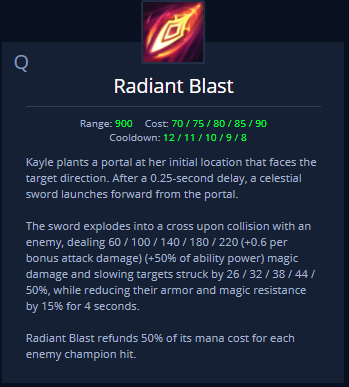 Q
Radiant Blast
Range: 900 Cost: 70 / 75 / 80 / 85 / 90
Cooldown: 12 / 11 / 10 / 9 / 8
Kayle plants a portal at her initial location that faces the
target direction. After a 0.25-second delay, a celestial
sword launches forward from the portal.
The sword explodes into a cross upon collision with an
enemy, dealing 60 / 100 / 140 / 180 / 220 (+0.6 per
bonus attack damage) (+50% of ability power) magic
damage and slowing targets struck by 26 / 32 / 38 / 44 /
50%, while reducing their armor and magic resistance
by 15% for 4 seconds.
Radiant Blast refunds 50% of its mana cost for each
enemy champion hit.